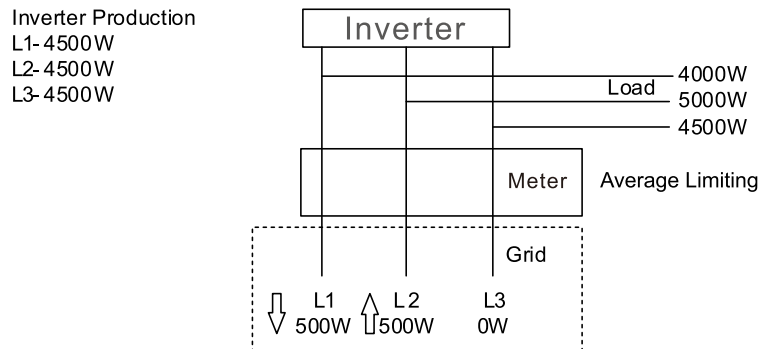 Inverter Production
L1-4500W
L2-4500W
L3-4500W
Inverter
Load
4000W
5000W
4500W
Meter
Average Limiting
Grid
L1 L2 L3
500W 500W 0W